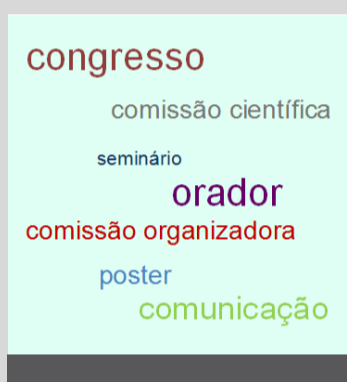 congresso
comissão científica
seminário
orador
comissão organizadora
poster
comunicação